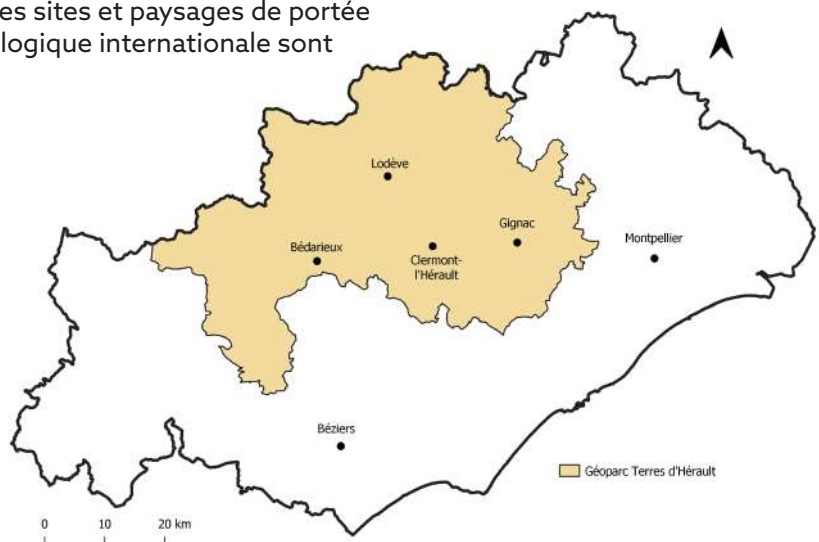 es sites et paysages de portée
logique internationale sont
Lodève
Gignac
Bédarieux
Clermont-
l'Hérault
Montpellier
Béziers
Géoparc Terres d'Hérault
0 10 20 km